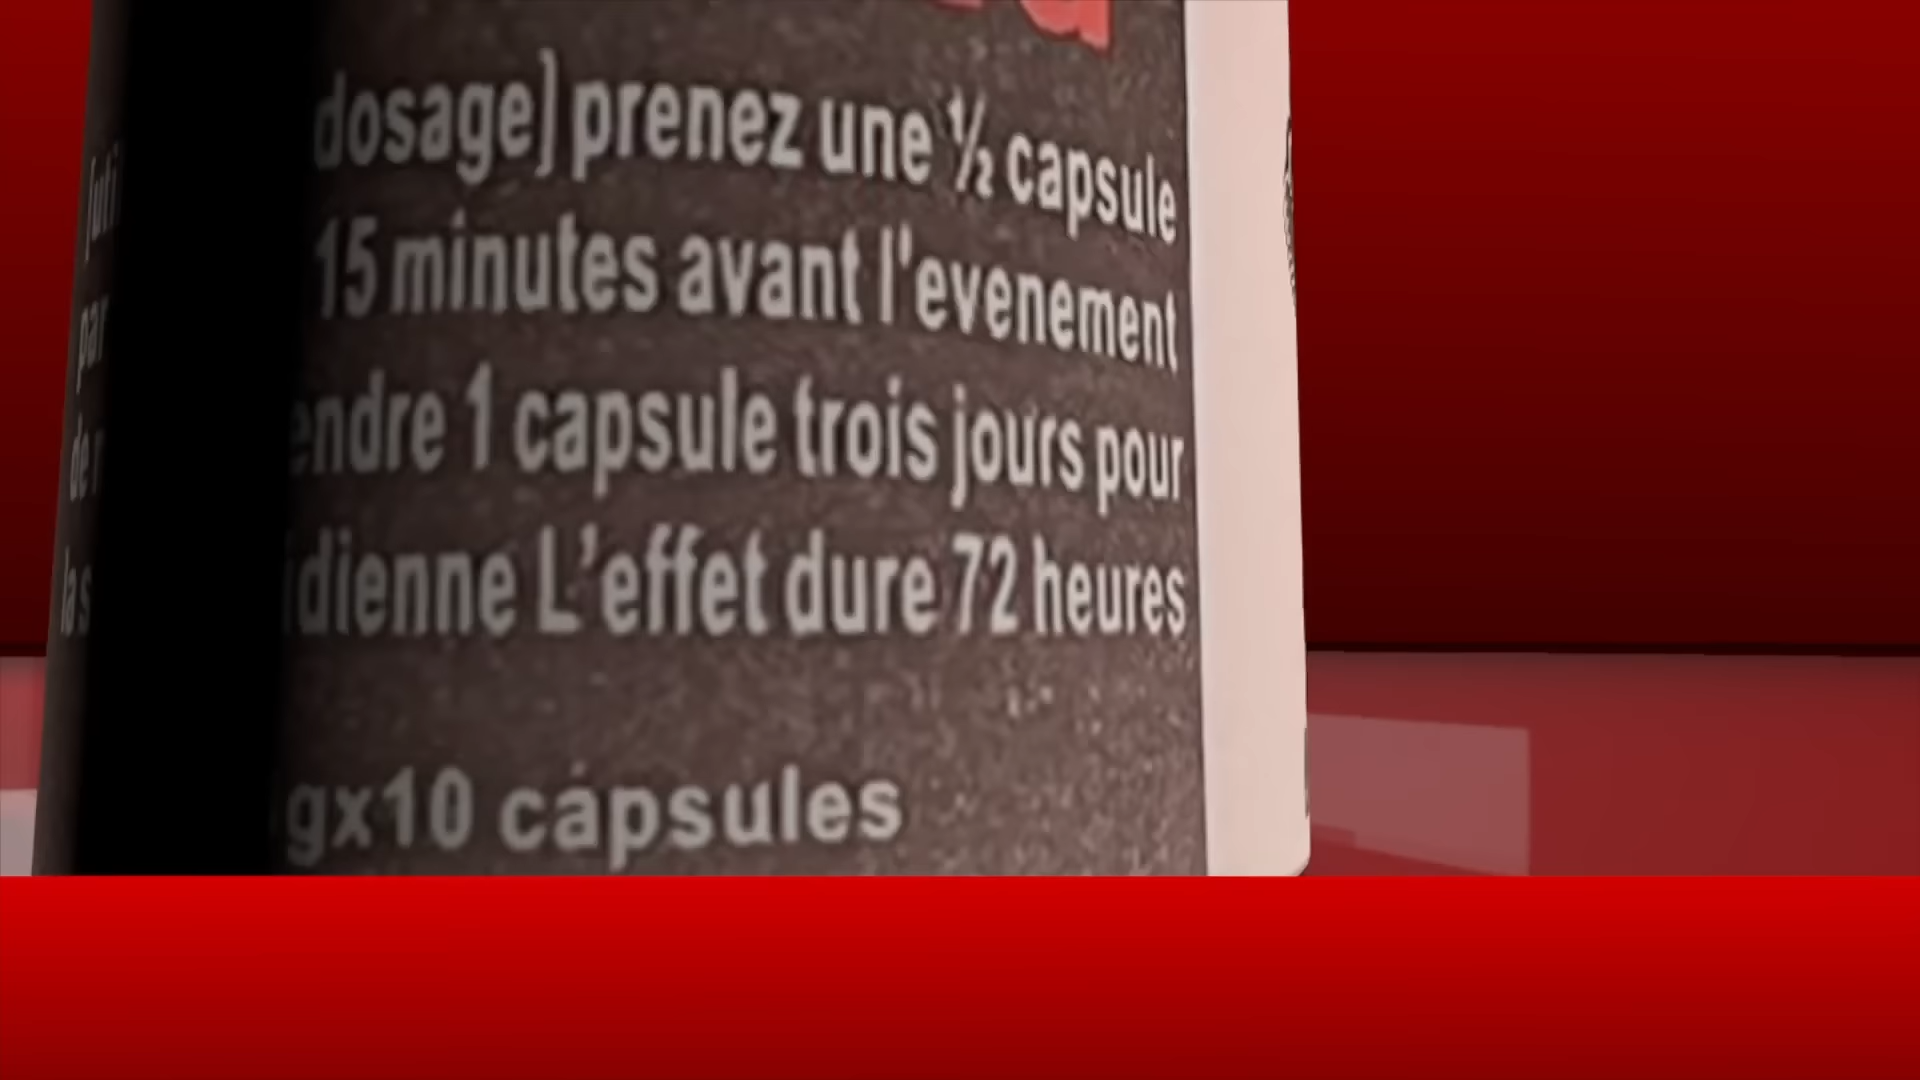 dosage) prenez une ½ capsule
15 minutes avant l'evenement
endre 1 capsule trois jours pour
dienne L'effet dure 72 heures
gx10 capsules
par